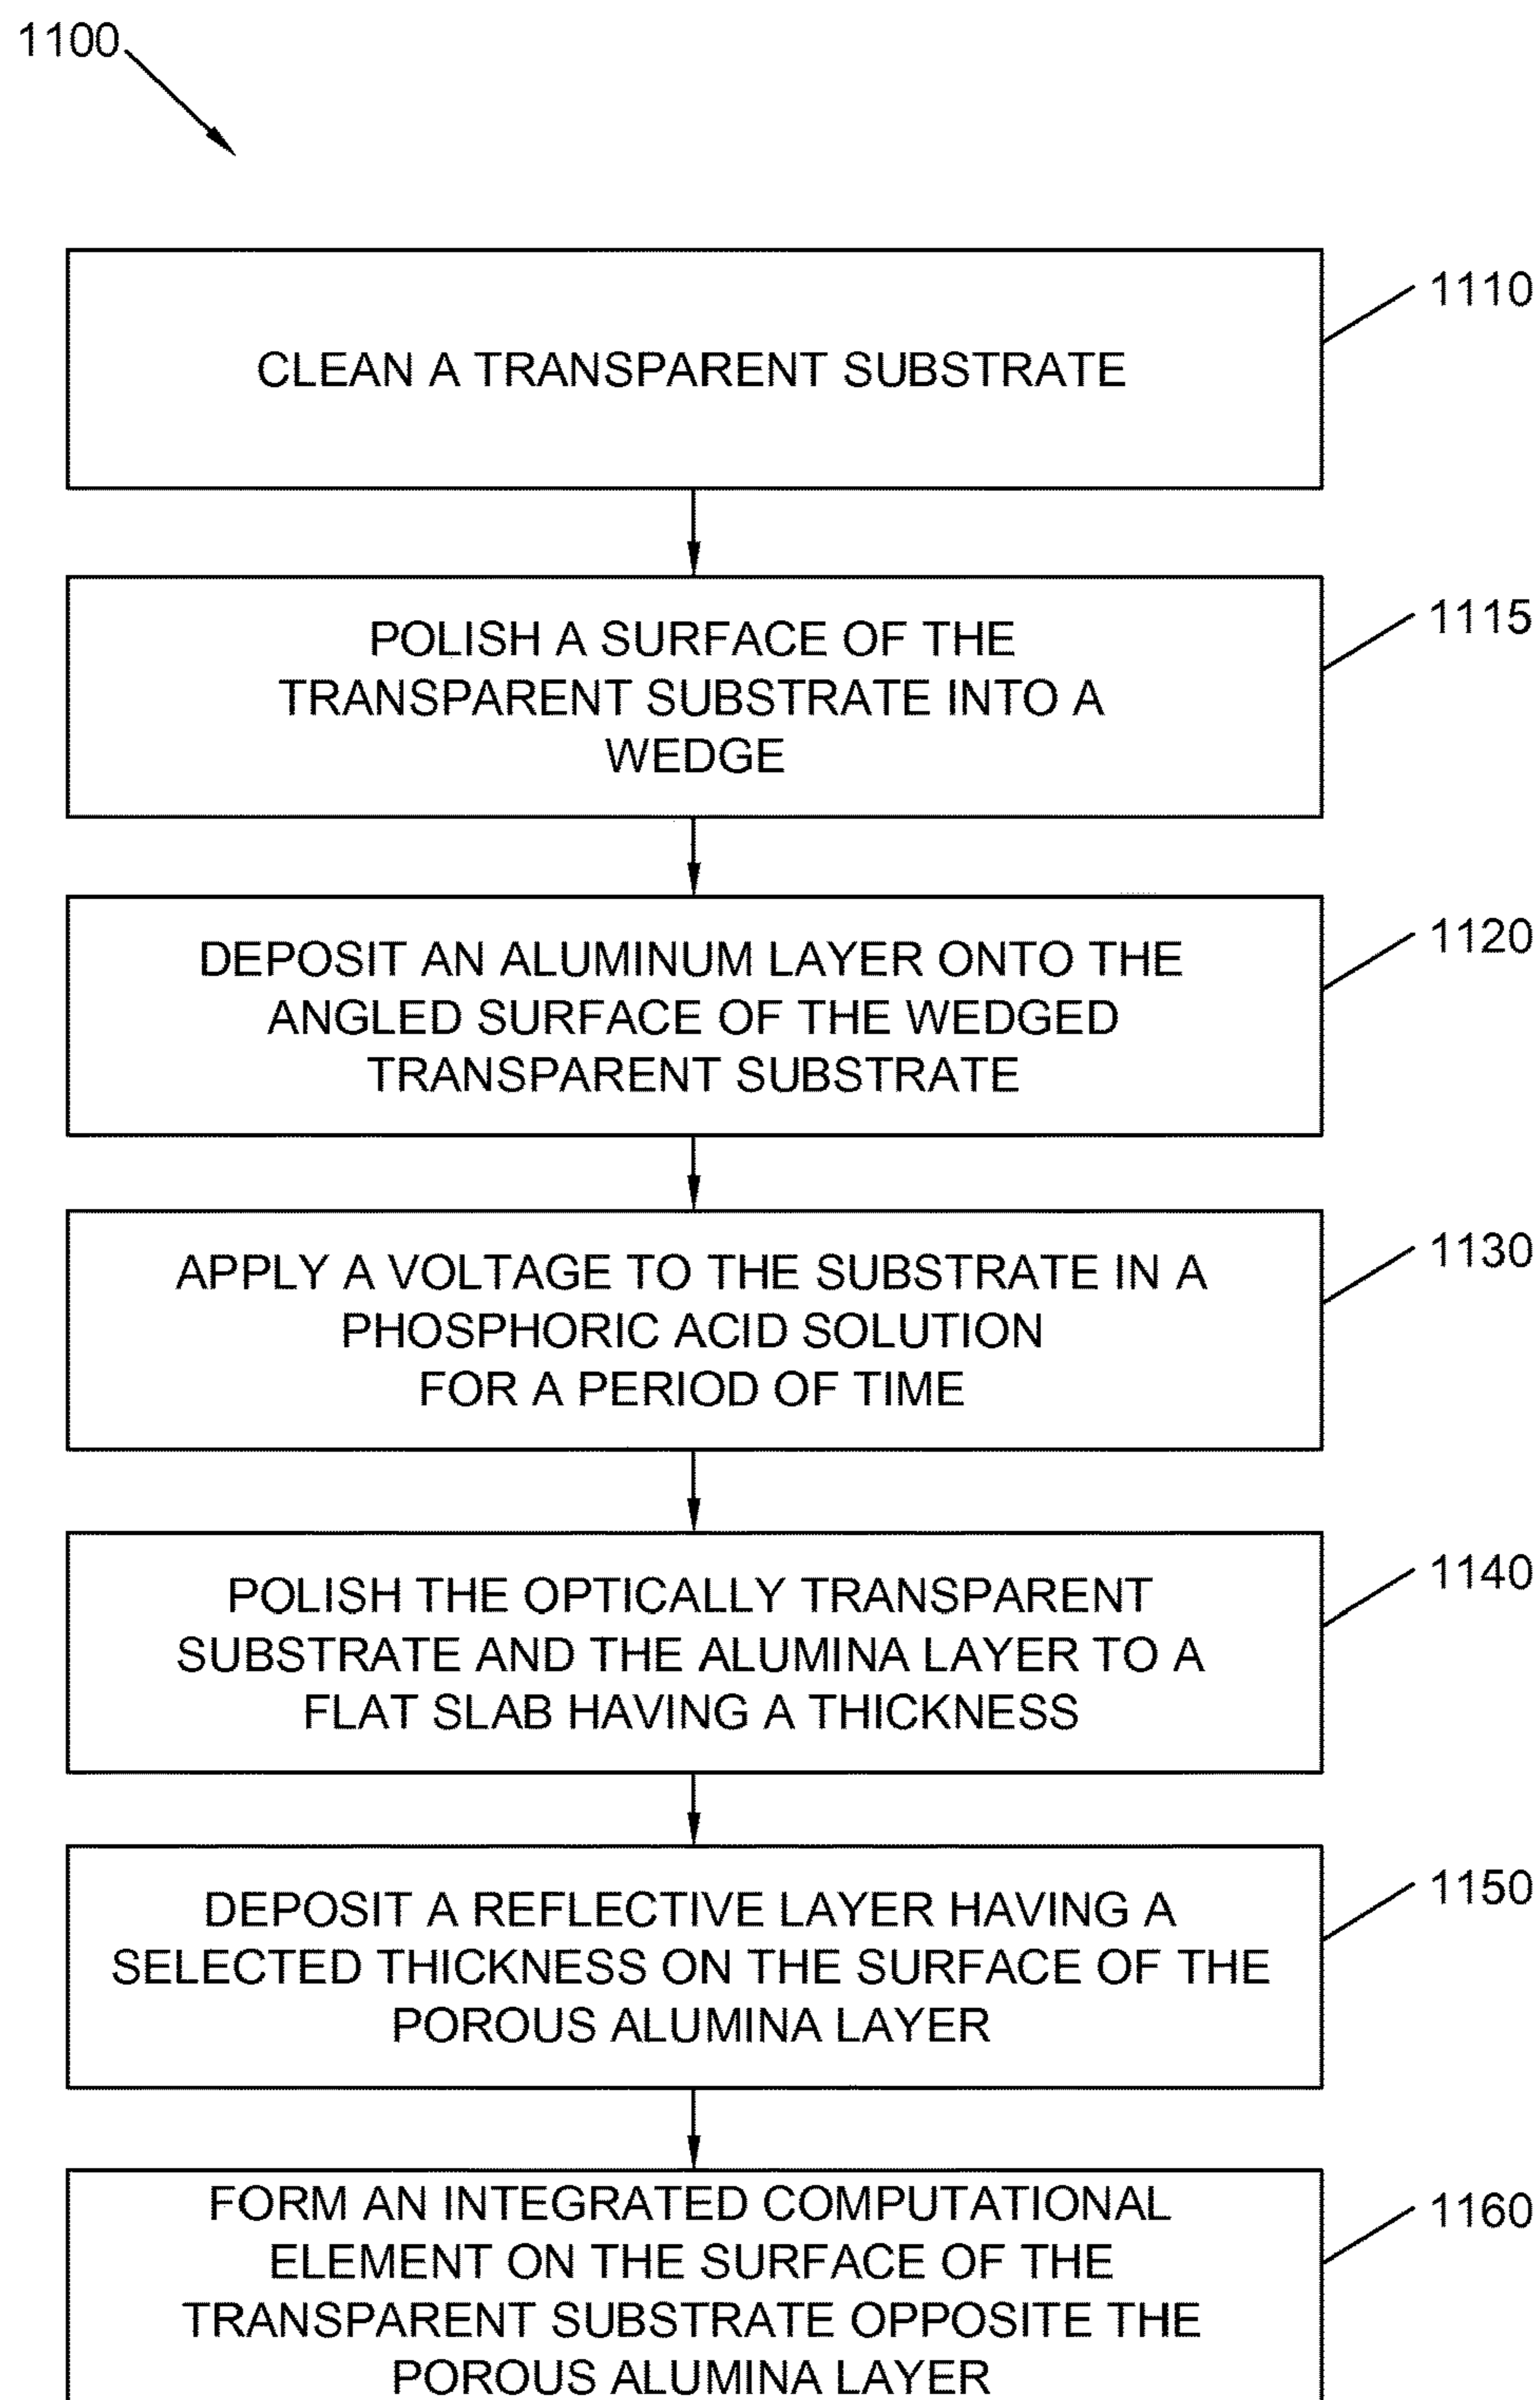 1100
CLEAN A TRANSPARENT SUBSTRATE
1110
POLISH A SURFACE OF THE
TRANSPARENT SUBSTRATE INTO A
WEDGE
1115
DEPOSIT AN ALUMINUM LAYER ONTO THE
ANGLED SURFACE OF THE WEDGED
TRANSPARENT SUBSTRATE
1120
APPLY A VOLTAGE TO THE SUBSTRATE IN A
PHOSPHORIC ACID SOLUTION
FOR A PERIOD OF TIME
1130
POLISH THE OPTICALLY TRANSPARENT
SUBSTRATE AND THE ALUMINA LAYER TO A
FLAT SLAB HAVING A THICKNESS
1140
DEPOSIT A REFLECTIVE LAYER HAVING A
SELECTED THICKNESS ON THE SURFACE OF THE
POROUS ALUMINA LAYER
1150
FORM AN INTEGRATED COMPUTATIONAL
ELEMENT ON THE SURFACE OF THE
TRANSPARENT SUBSTRATE OPPOSITE THE
POROUS ALUMINA LAYER
1160